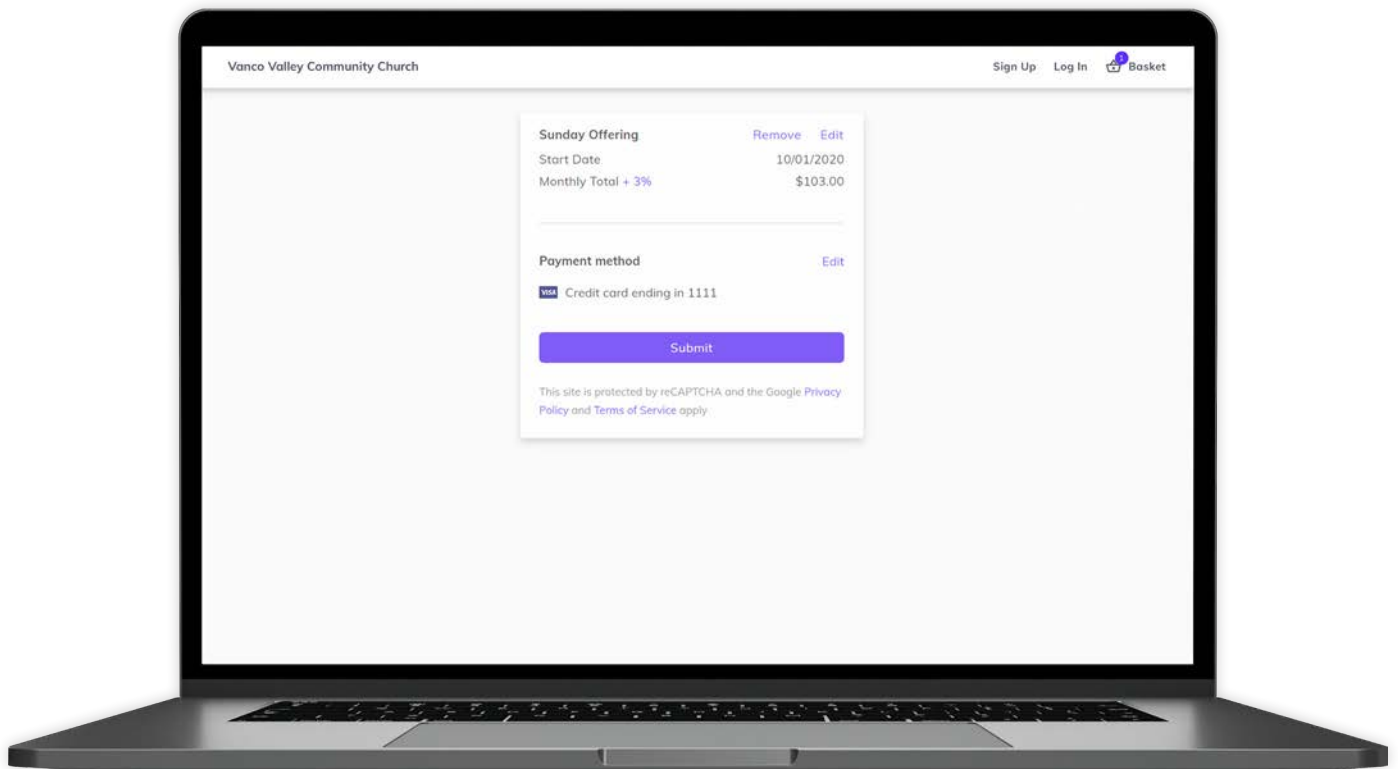 Vanco Valley Community Church
Sign Up Log In 1 Basket
Sunday Offering Remove Edit
Start Date 10/01/2020
Monthly Total + 3% $103.00
Payment method Edit
VISA Credit card ending in 1111
Submit
This site is protected by reCAPTCHA and the Google Privacy
Policy and Terms of Service apply